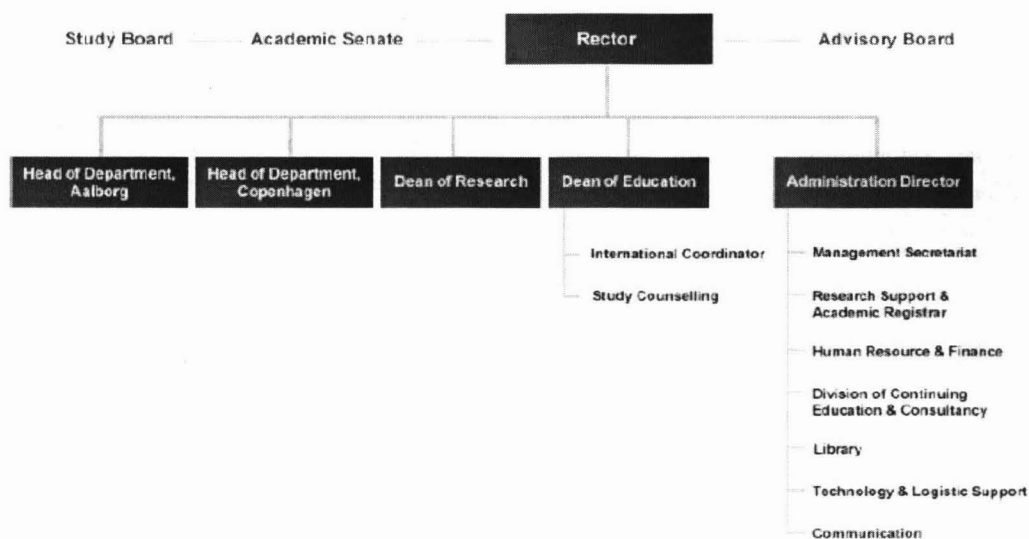 Study Board
Academic Senate
Rector
Advisory Board
Head of Department,
Aalborg
Head of Department,
Copenhagen
Dean of Research
Dean of Education
Administration Director
International Coordinator
Study Counselling
Management Secretariat
Research Support &
Academic Registrar
Human Resource & Finance
Division of Continuing
Education & Consultancy
Library
Technology & Logistic Support
Communication